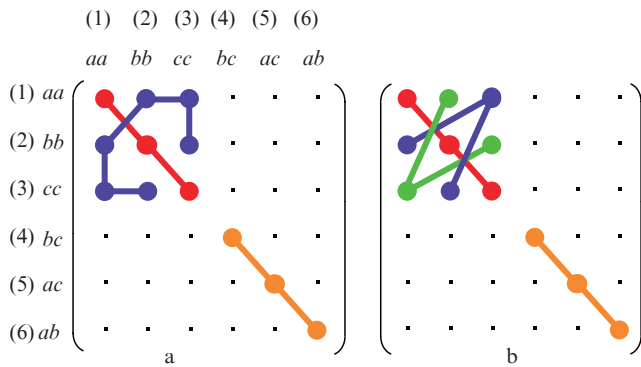 (1) (2) (3) (4) (5) (6)
aa bb cc bc ac ab
(1) aa
(2) bb
(3) cc
(4) bc
(5) ac
(6) ab
a b